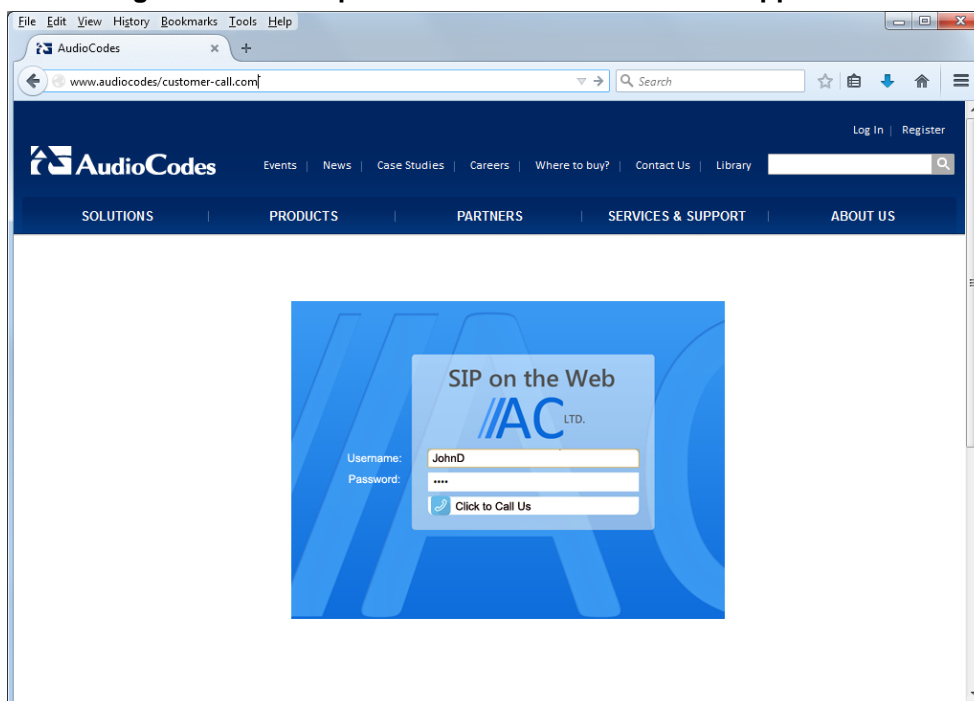 File Edit View History Bookmarks Tools Help
AudioCodes × +
www.audiocodes/customer-call.com
Search
Log In | Register
AudioCodes
Events | News | Case Studies | Careers | Where to buy? | Contact Us | Library
SOLUTIONS | PRODUCTS | PARTNERS | SERVICES & SUPPORT | ABOUT US
SIP on the Web
//AC LTD.
Username: JohnD
Password: ••••
Click to Call Us